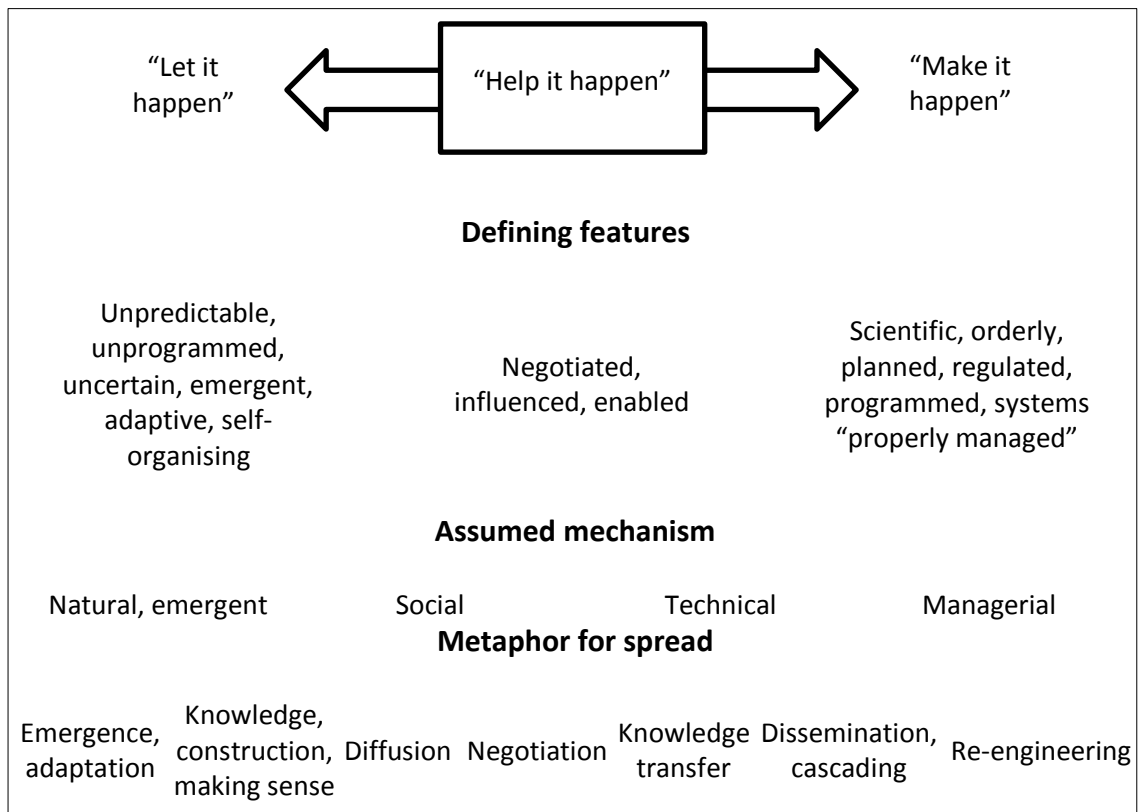 “Let it
happen”
“Help it happen”
“Make it
happen”
Defining features
Unpredictable,
unprogrammed,
uncertain, emergent,
adaptive, self-
organising
Negotiated,
influenced, enabled
Scientific, orderly,
planned, regulated,
programmed, systems
“properly managed”
Assumed mechanism
Natural, emergent
Social
Technical
Managerial
Metaphor for spread
Emergence,
adaptation
Knowledge,
construction,
making sense
Diffusion
Negotiation
Knowledge
transfer
Dissemination,
cascading
Re-engineering